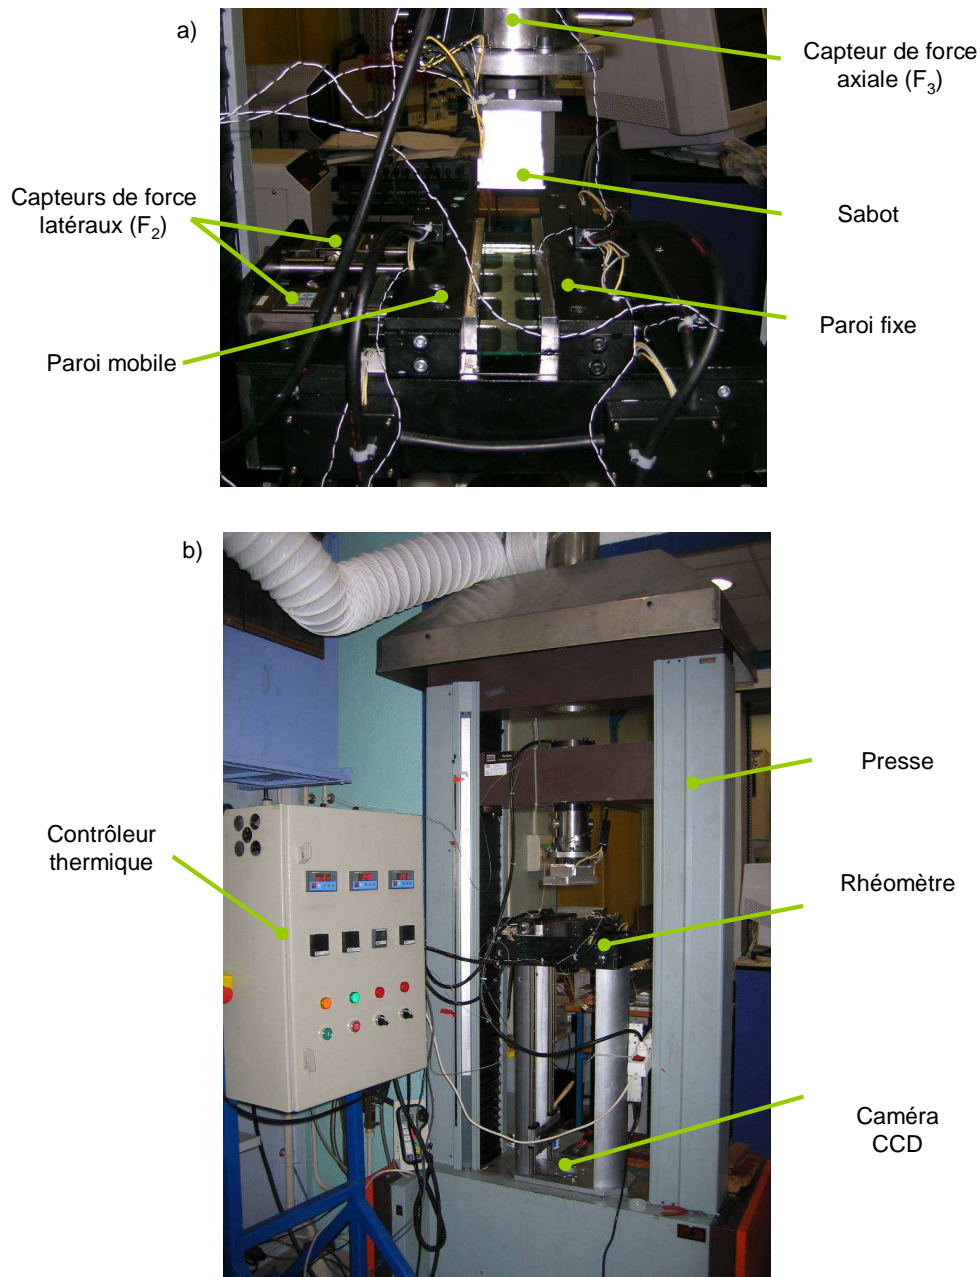 a)
Capteur de force
axiale (F₃)
Capteurs de force
latéraux (F₂)
Sabot
Paroi fixe
Paroi mobile
b)
Presse
Contrôleur
thermique
Rhéomètre
Caméra
CCD